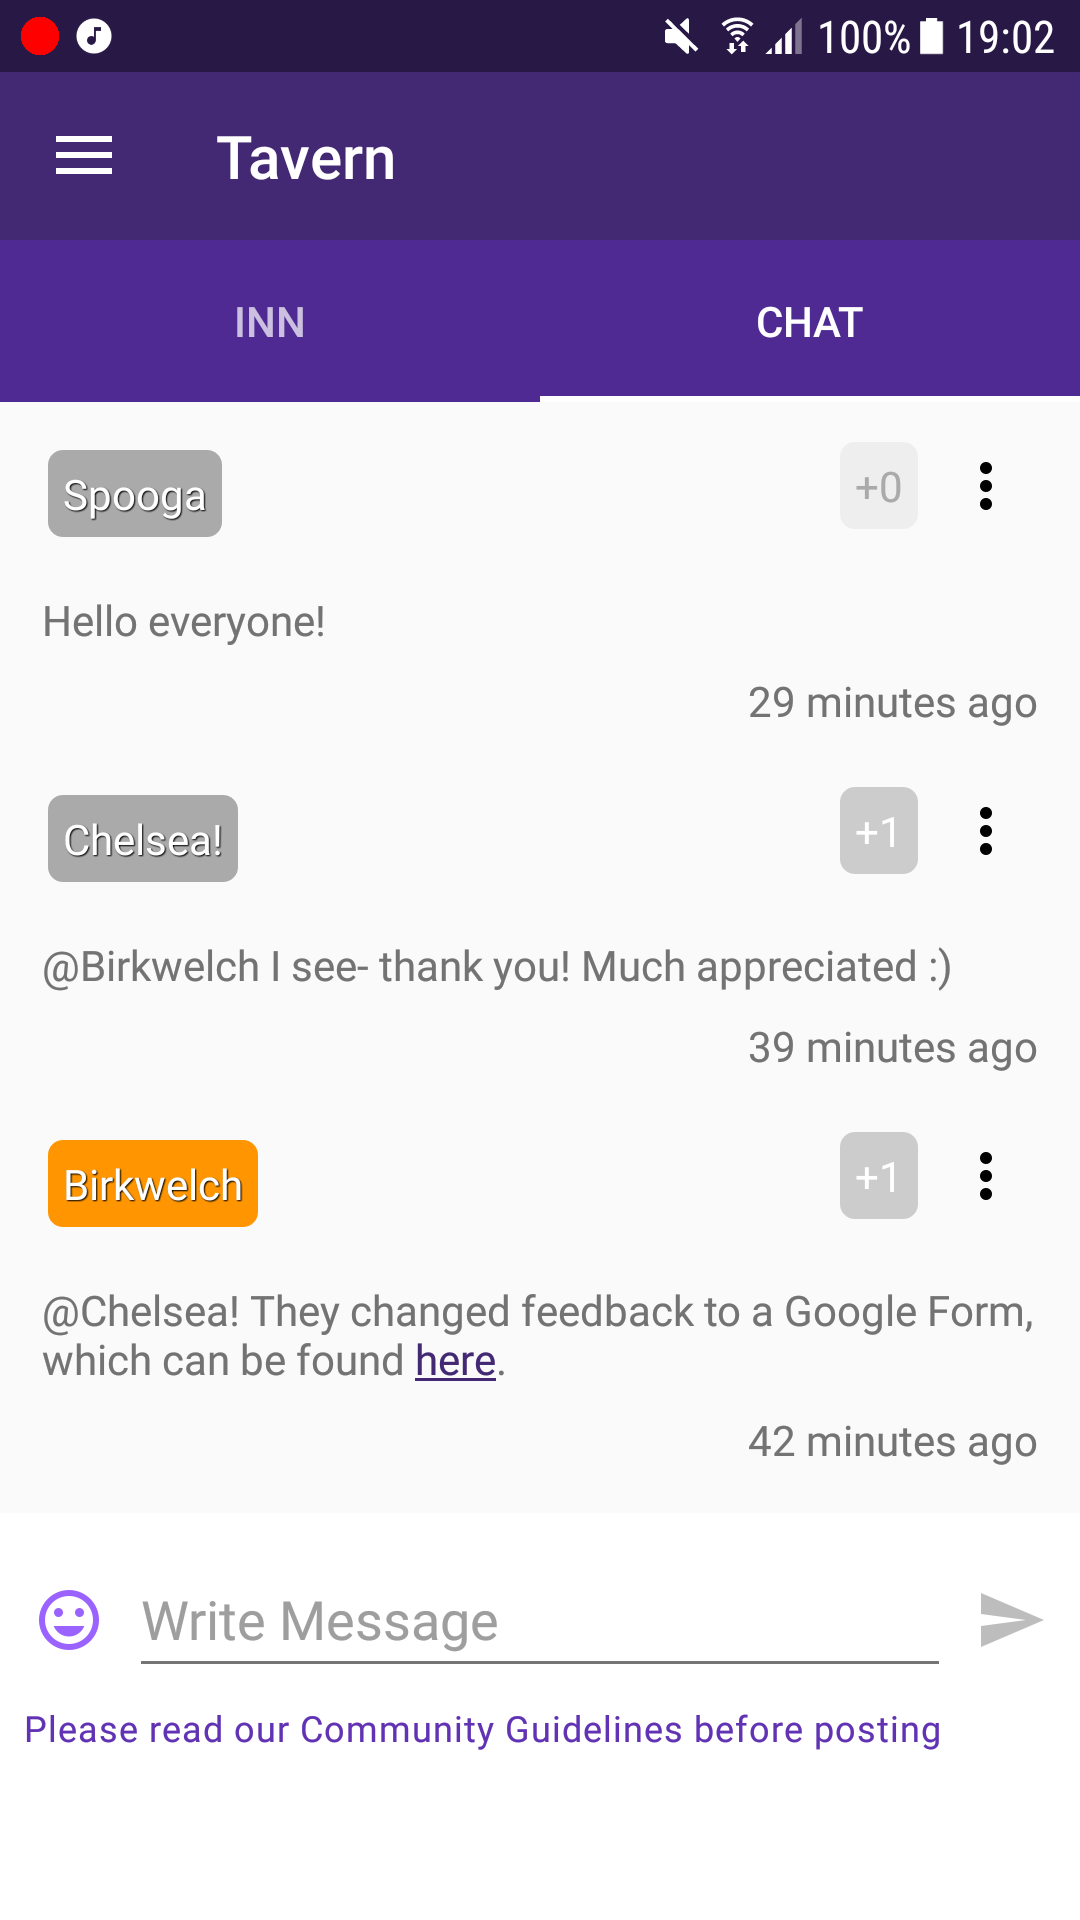 100% 19:02
Tavern
INN CHAT
Spooga +0
Hello everyone!
29 minutes ago
Chelsea! +1
@Birkwelch I see- thank you! Much appreciated :)
39 minutes ago
Birkwelch +1
@Chelsea! They changed feedback to a Google Form,
which can be found here.
42 minutes ago
Write Message
Please read our Community Guidelines before posting